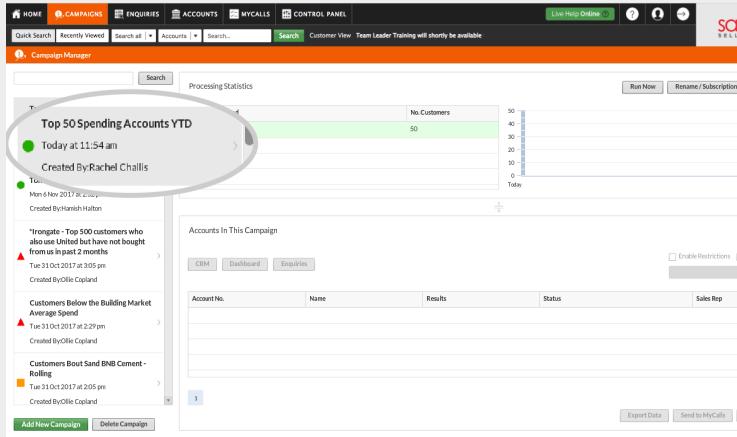 HOME
CAMPAIGNS
ENQUIRIES
ACCOUNTS
MYCALLS
CONTROL PANEL
Live Help Online
Quick Search
Recently Viewed
Search all
Accounts
Search...
Search
Customer View
Team Leader Training will shortly be available
Campaign Manager
Search
Top 50 Spending Accounts YTD
Today at 11:54 am
Created By:Rachel Challis
Mon 6 Nov 2017 at
Created By:Hamish Halton
*Irongate - Top 500 customers who
also use United but have not bought
from us in past 2 months
Tue 31 Oct 2017 at 3:05 pm
Created By:Ollie Copland
Customers Below the Building Market
Average Spend
Tue 31 Oct 2017 at 2:29 pm
Created By:Ollie Copland
Customers Bout Sand BNB Cement -
Rolling
Tue 31 Oct 2017 at 2:05 pm
Created By:Ollie Copland
Add New Campaign
Delete Campaign
Processing Statistics
Run Now
Rename / Subscription
No. Customers
50
50
40
30
20
10
0
Today
Accounts In This Campaign
CRM
Dashboard
Enquiries
Enable Restrictions
Account No.
Name
Results
Status
Sales Rep
1
Export Data
Send to MyCalls